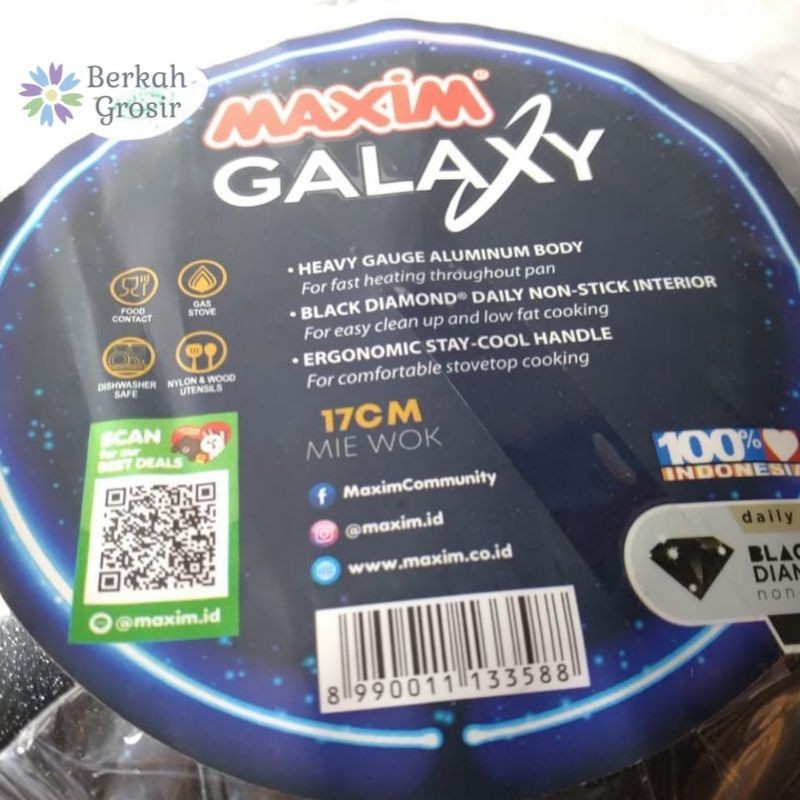 Berkah
Grosir
MAXIM®
GALAXY
• HEAVY GAUGE ALUMINUM BODY
For fast heating throughout pan
• BLACK DIAMOND® DAILY NON-STICK INTERIOR
For easy clean up and low fat cooking
• ERGONOMIC STAY-COOL HANDLE
For comfortable stovetop cooking
FOOD
CONTACT
GAS
STOVE
DISHWASHER
SAFE
NYLON & WOOD
UTENSILS
17CM
MIE WOK
SCAN
for our
BEST DEALS
@maxim.id
MaximCommunity
@maxim.id
www.maxim.co.id
100%
INDONESIA
daily
BLAC
DIAM
non-
8 990011 133588